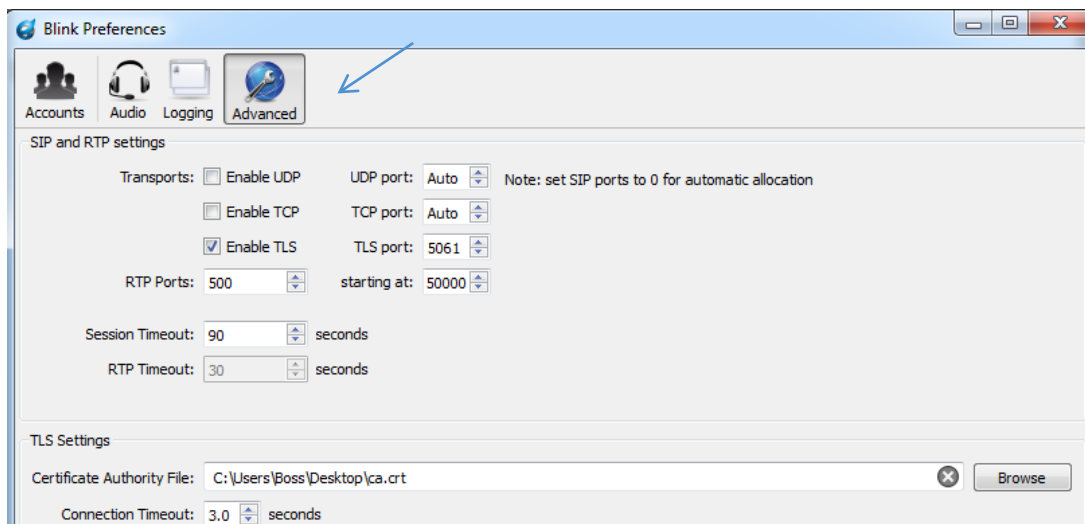 Blink Preferences
Accounts Audio Logging Advanced
SIP and RTP settings
Transports: Enable UDP UDP port: Auto Note: set SIP ports to 0 for automatic allocation
Enable TCP TCP port: Auto
Enable TLS TLS port: 5061
RTP Ports: 500 starting at: 50000
Session Timeout: 90 seconds
RTP Timeout: 30 seconds
TLS Settings
Certificate Authority File: C:\Users\Boss\Desktop\ca.crt Browse
Connection Timeout: 3.0 seconds